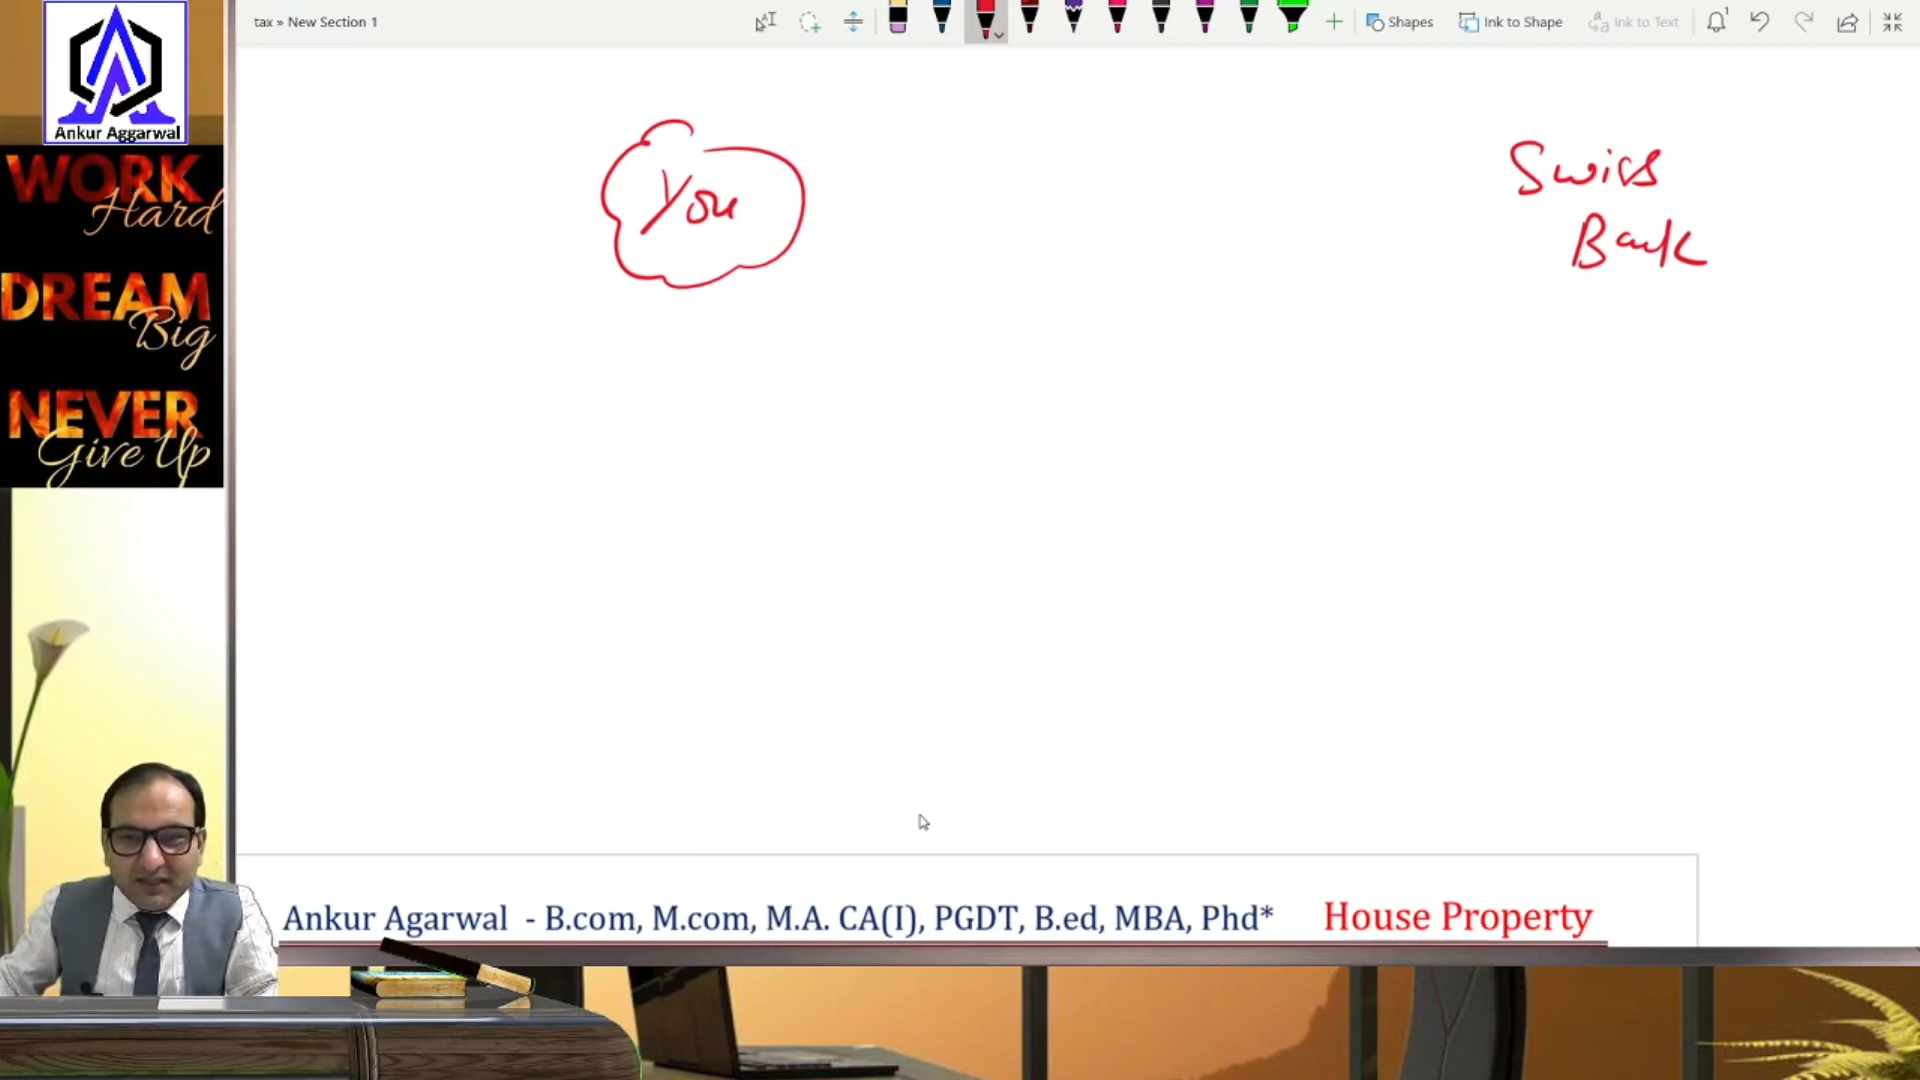 tax » New Section 1
Shapes
Ink to Shape
Ink to Text
1
Ankur Aggarwal
WORK
Hard
DREAM
Big
NEVER
Give Up
You
Swiss
Bank
Ankur Agarwal - B.com, M.com, M.A. CA(I), PGDT, B.ed, MBA, Phd*
House Property